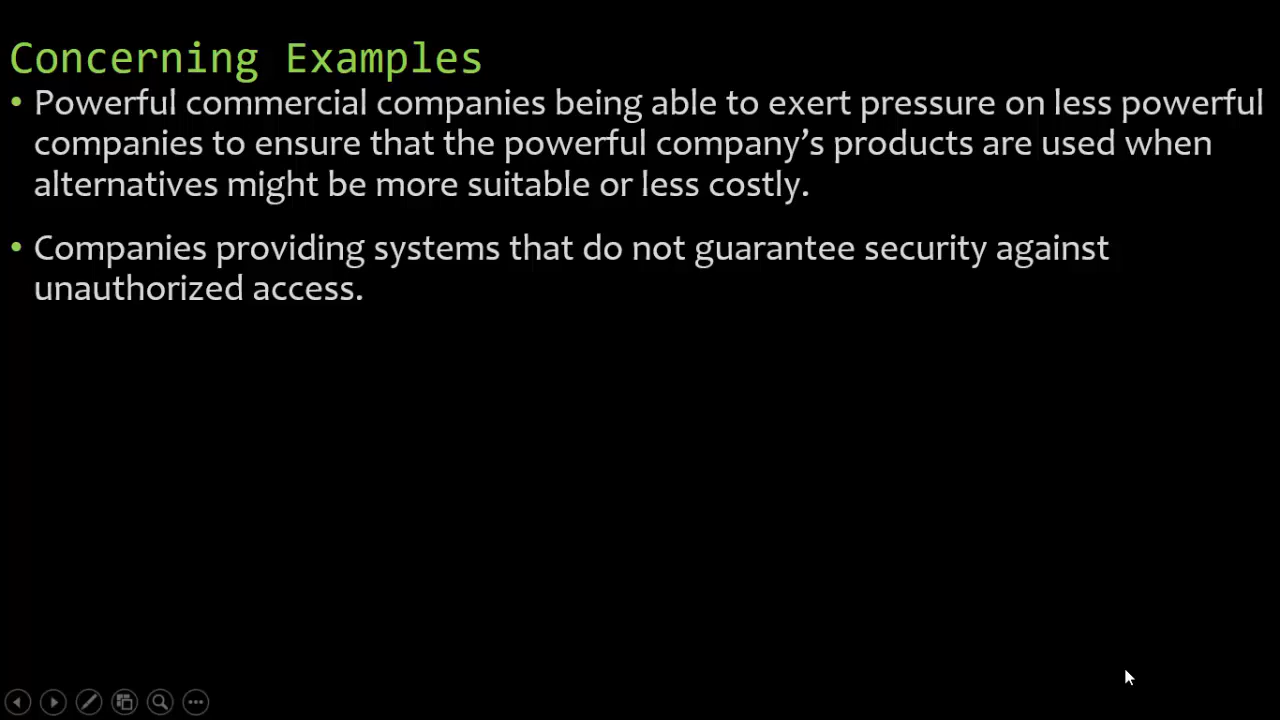 Concerning Examples
• Powerful commercial companies being able to exert pressure on less powerful
companies to ensure that the powerful company’s products are used when
alternatives might be more suitable or less costly.
• Companies providing systems that do not guarantee security against
unauthorized access.